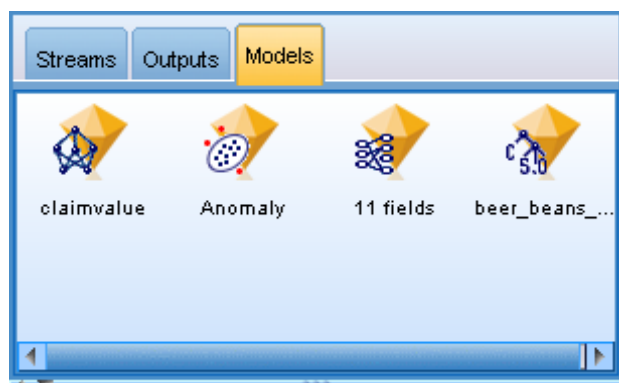 Streams Outputs Models
C 5.0
claimvalue Anomaly 11 fields beer_beans_...